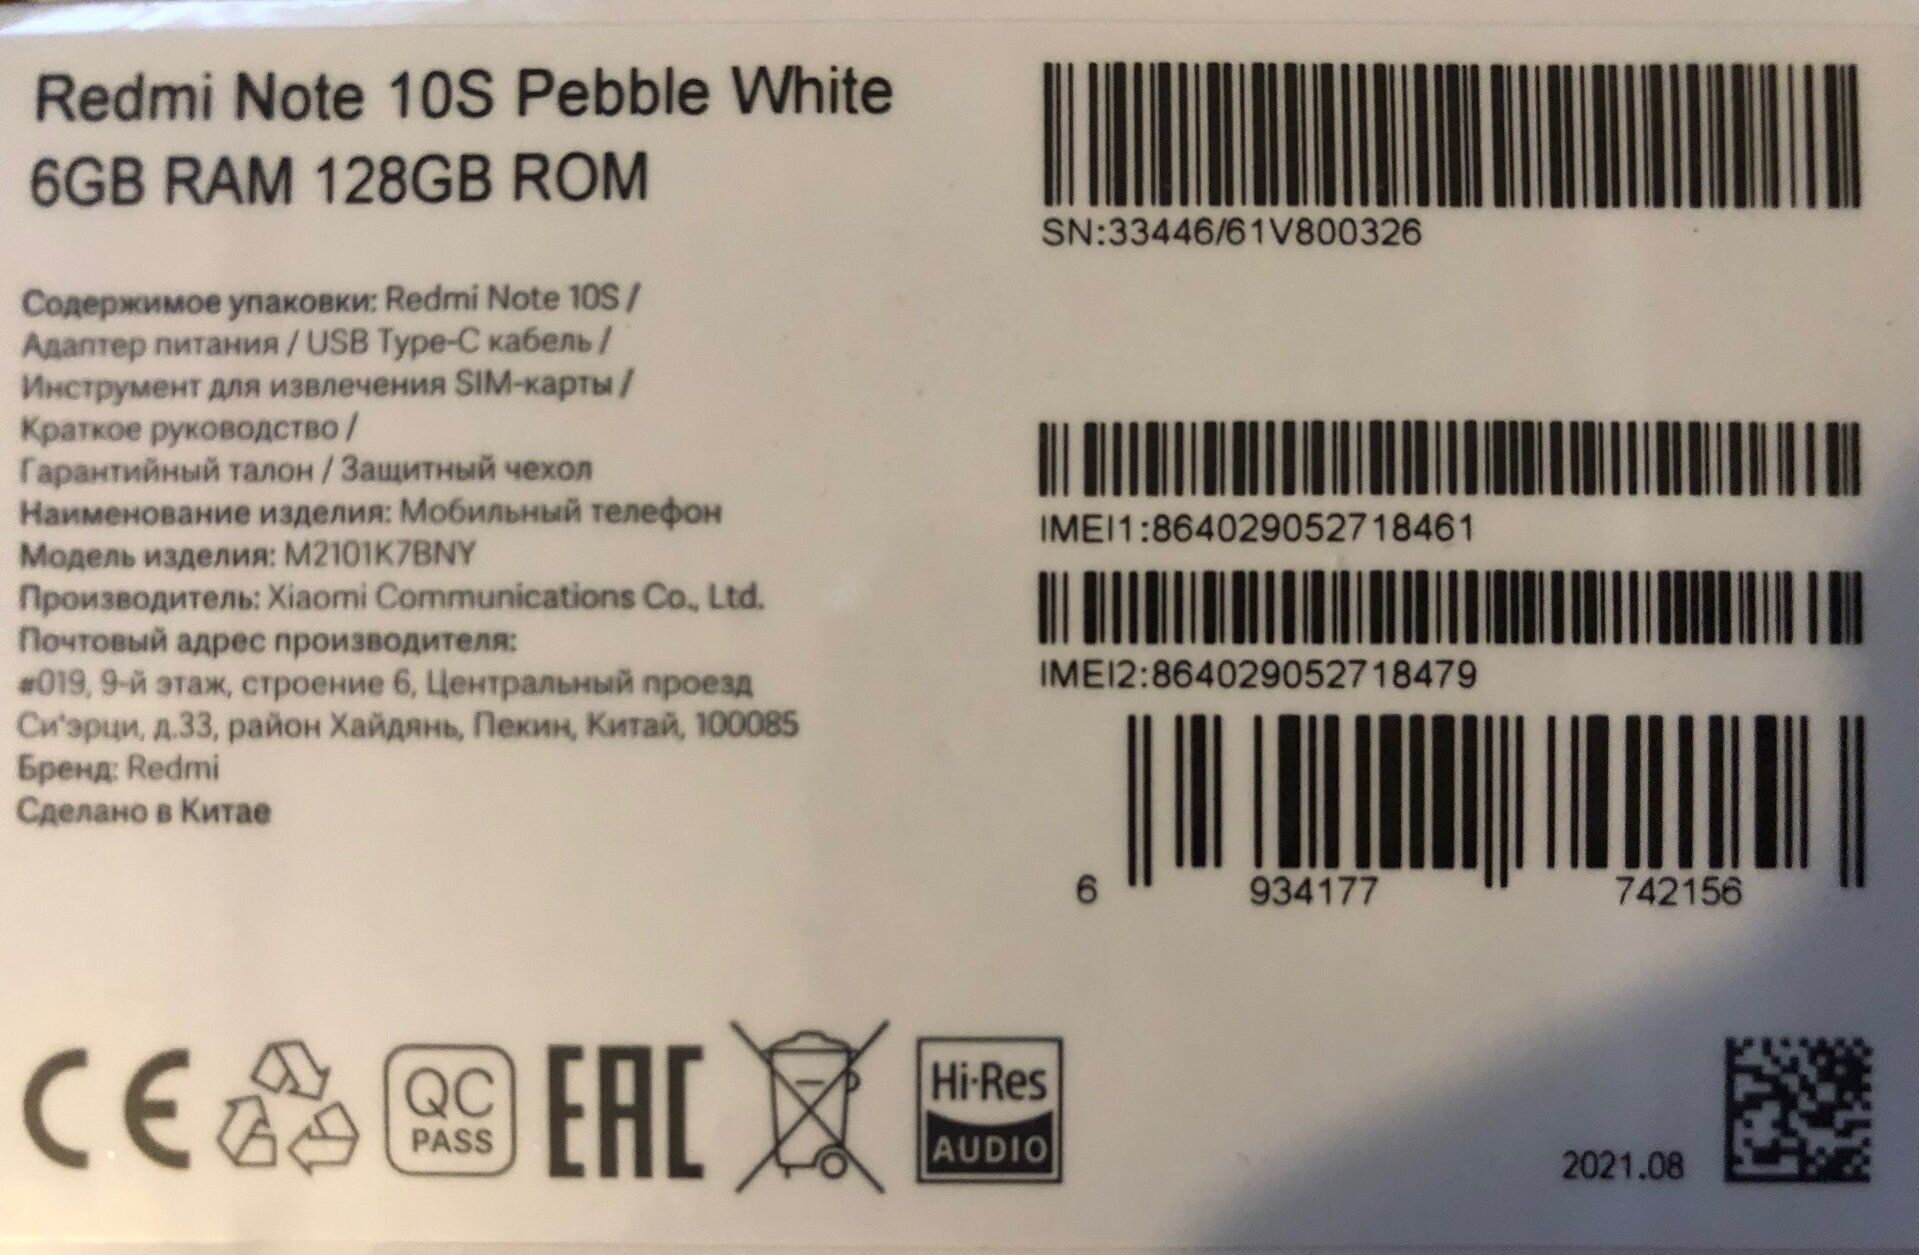 Redmi Note 10S Pebble White
6GB RAM 128GB ROM
Содержимое упаковки: Redmi Note 10S /
Адаптер питания / USB Type-C кабель /
Инструмент для извлечения SIM-карты /
Краткое руководство /
Гарантийный талон / Защитный чехол
Наименование изделия: Мобильный телефон
Модель изделия: M2101K7BNY
Производитель: Xiaomi Communications Co., Ltd.
Почтовый адрес производителя:
#019, 9-й этаж, строение 6, Центральный проезд
Си'эрци, д.33, район Хайдянь, Пекин, Китай, 100085
Бренд: Redmi
Сделано в Китае
SN:33446/61V800326
IMEI1:864029052718461
IMEI2:864029052718479
6 934177 742156
CE
QC
PASS
EAC
Hi-Res
AUDIO
2021.08